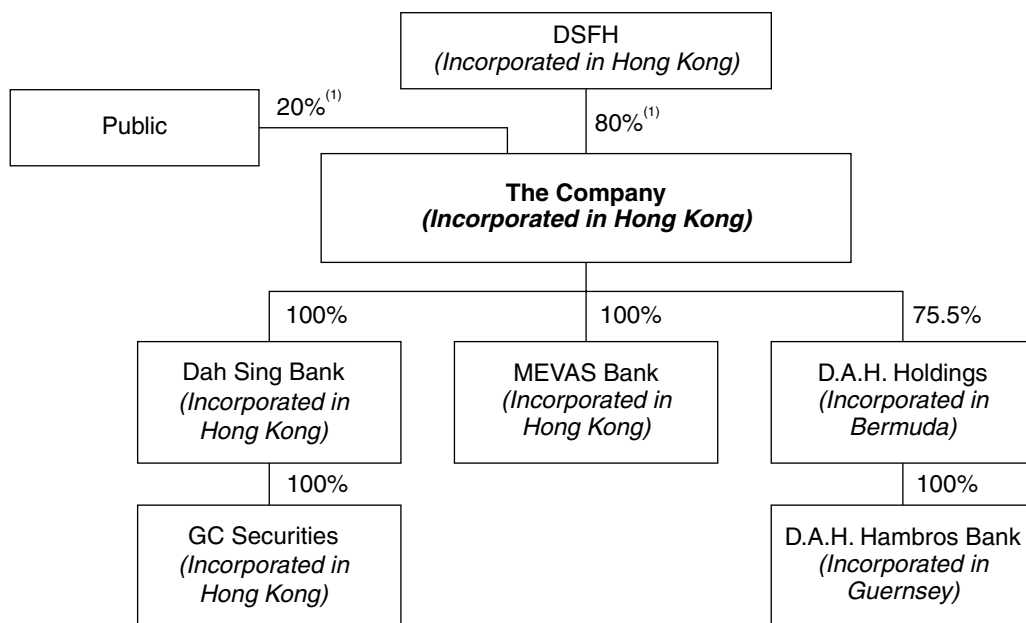 DSFH
(Incorporated in Hong Kong)
20%(1)
Public
80%(1)
The Company
(Incorporated in Hong Kong)
100%
100%
75.5%
Dah Sing Bank
(Incorporated in
Hong Kong)
MEVAS Bank
(Incorporated in
Hong Kong)
D.A.H. Holdings
(Incorporated in
Bermuda)
100%
100%
GC Securities
(Incorporated in
Hong Kong)
D.A.H. Hambros Bank
(Incorporated in
Guernsey)